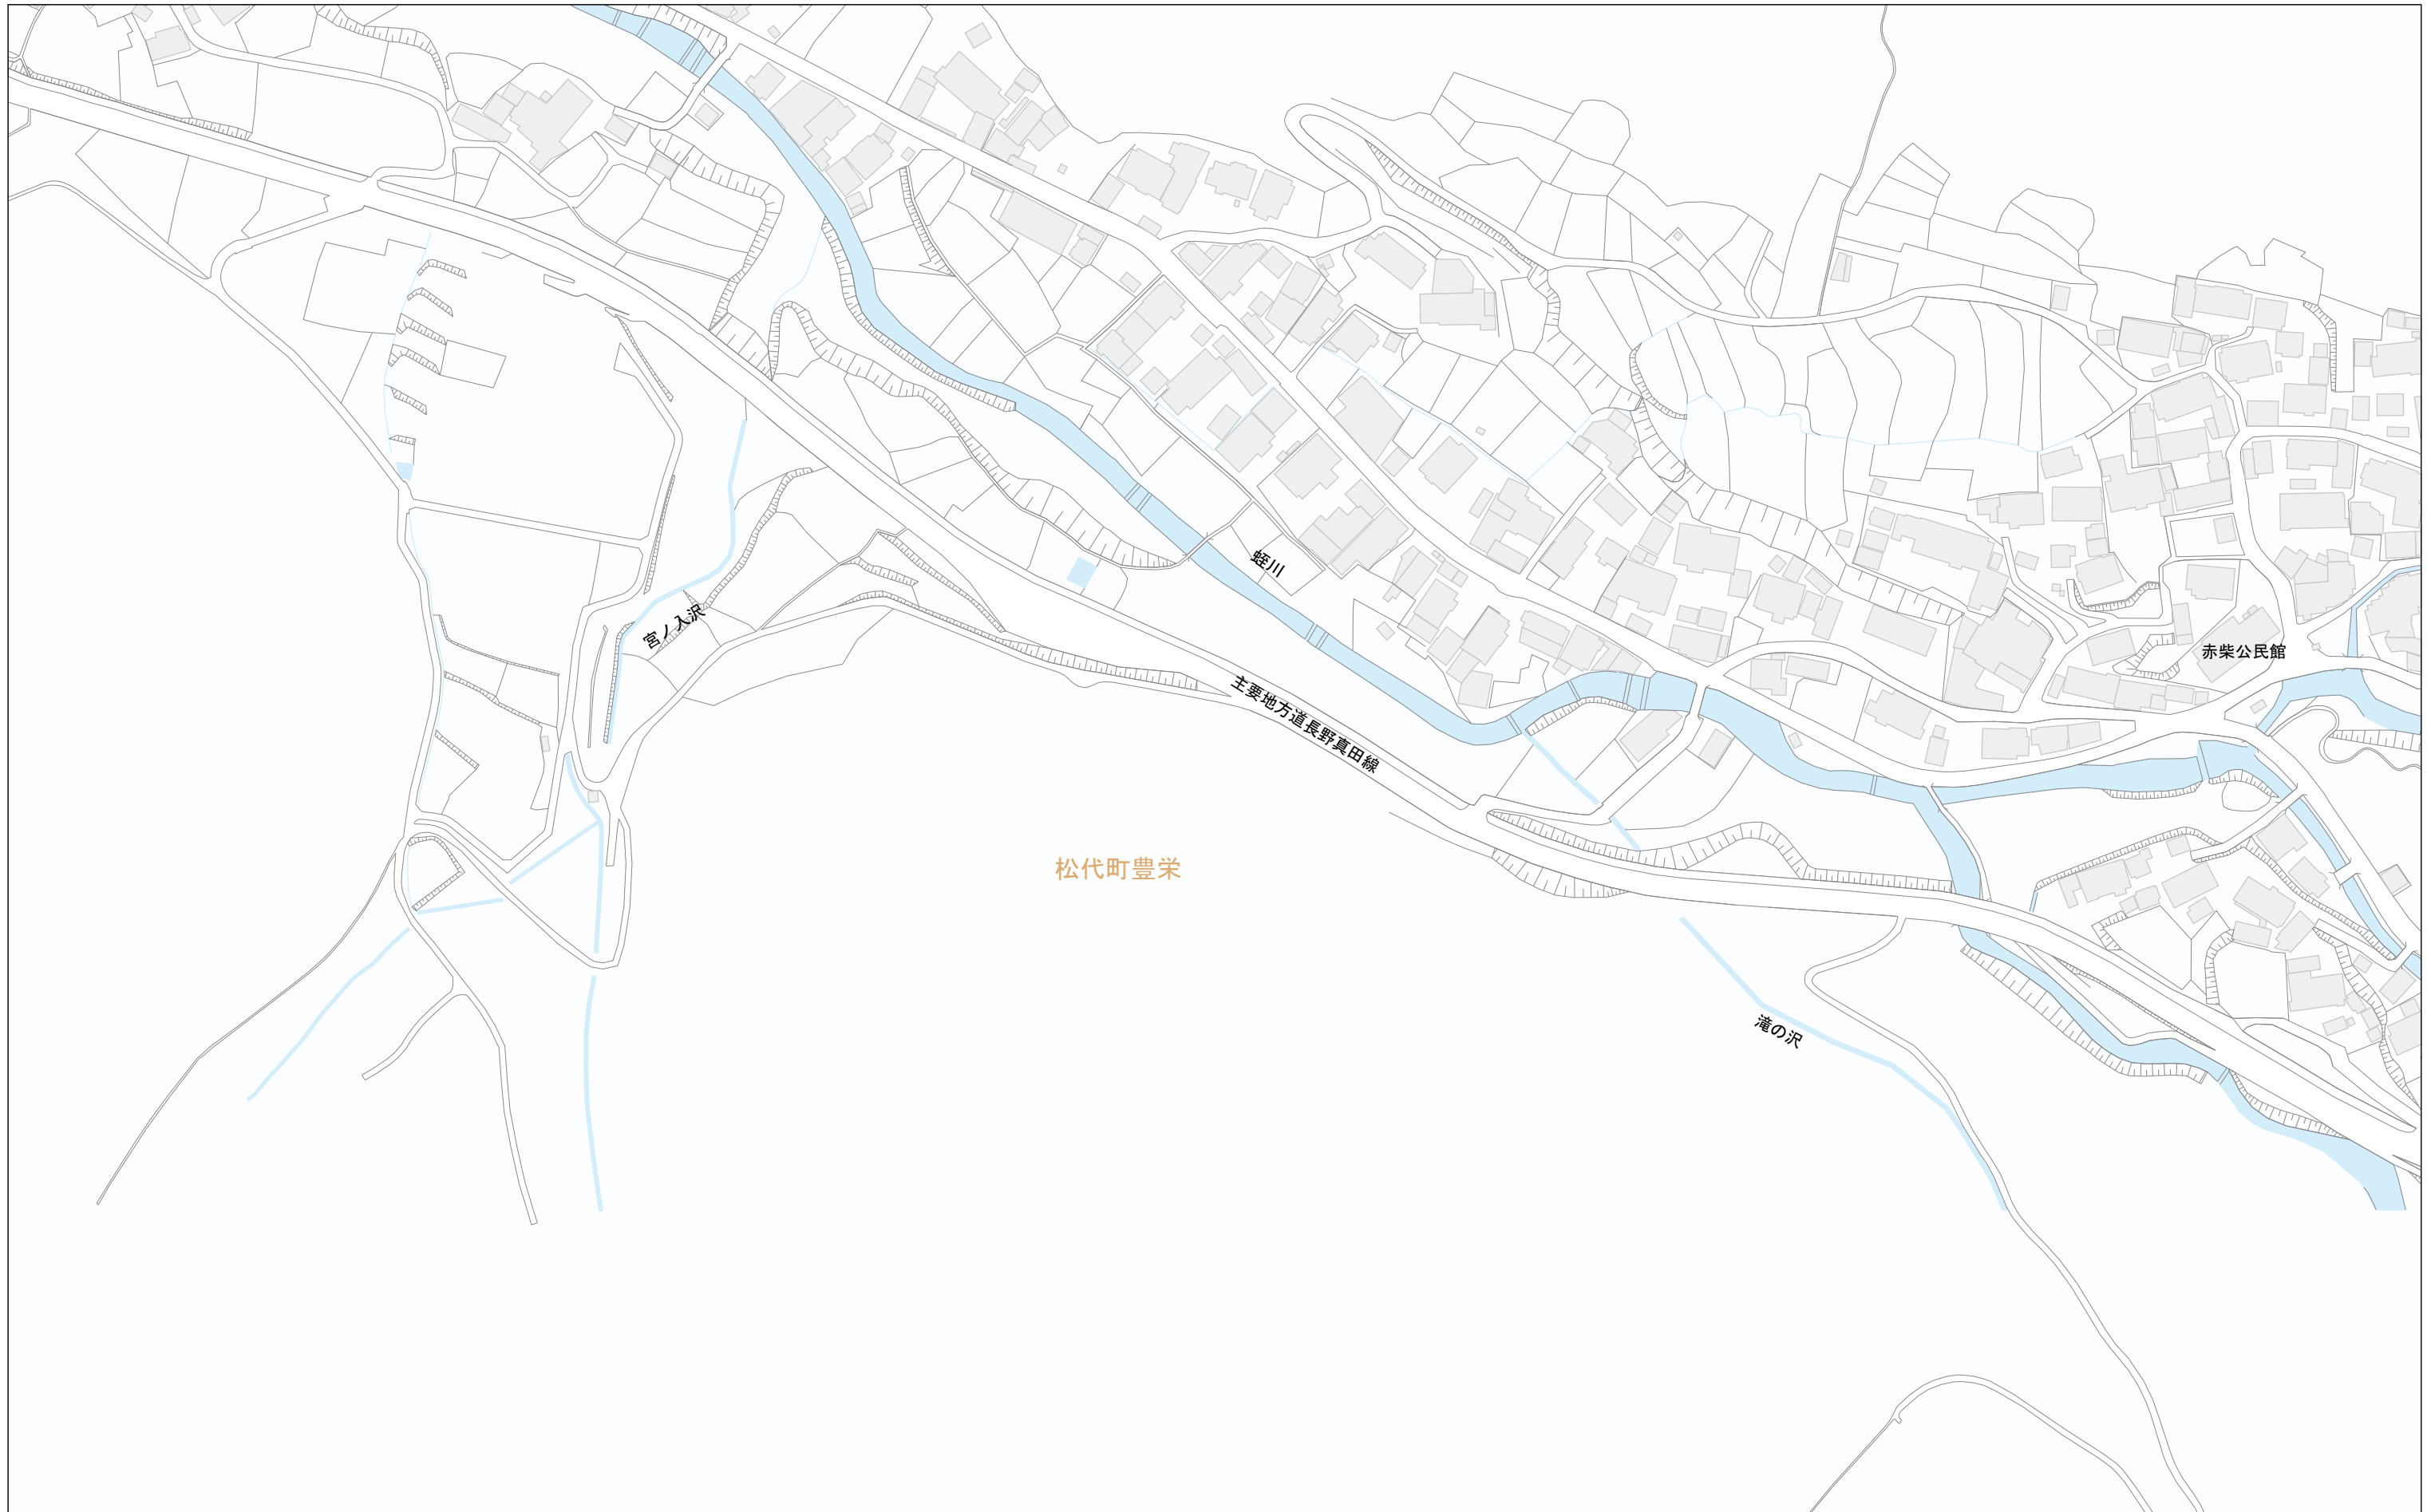 蛭川
宮ノ入沢
赤柴公民館
主要地方道長野真田線
松代町豊栄
滝の沢